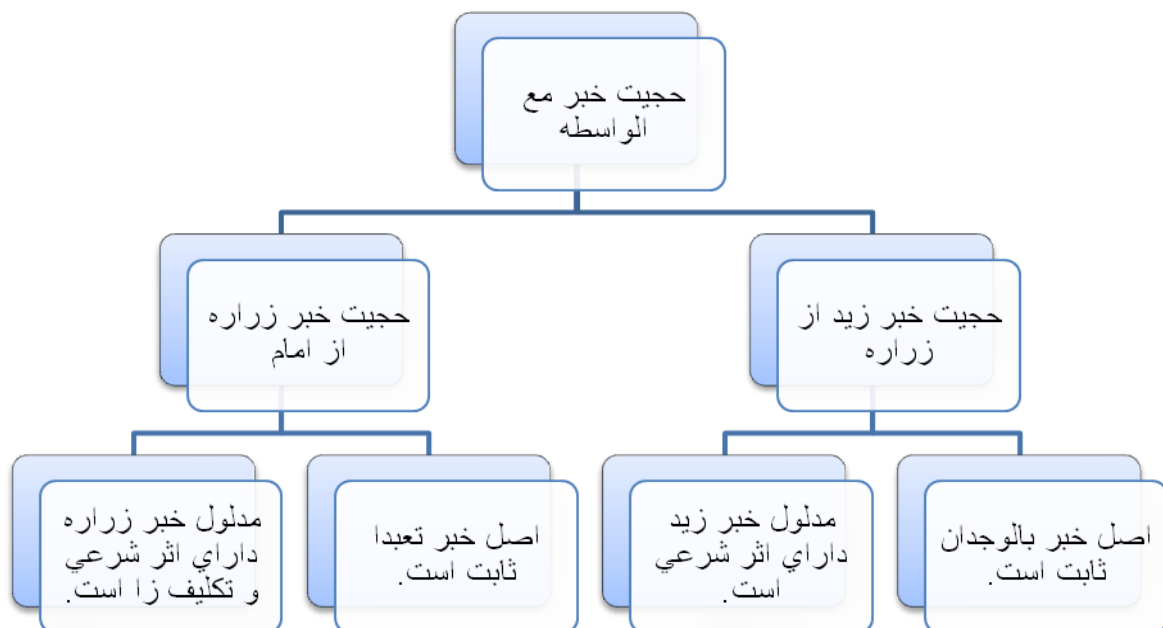 حجيت خبر مع
الواسطه
حجيت خبر زيد از
زراره
حجيت خبر زراره
از امام
اصل خبر بالوجدان
ثابت است.
مدلول خبر زيد
داراي اثر شرعي
است.
اصل خبر تعبدا
ثابت است.
مدلول خبر زراره
داراي اثر شرعي
و تكليف زا است.